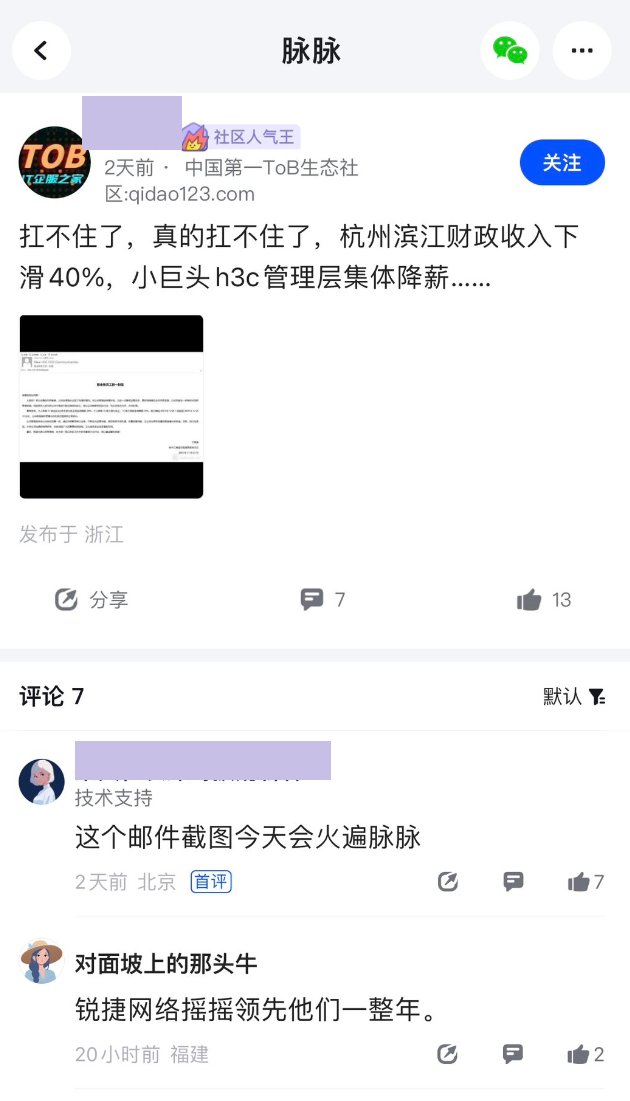 脉脉
社区人气王
TOB
IT企服之家
2天前 · 中国第一ToB生态社
区:qidao123.com
关注
扛不住了，真的扛不住了，杭州滨江财政收入下
滑40%，小巨头h3c管理层集体降薪......
发布于 浙江
分享
7
13
评论 7
默认
技术支持
这个邮件截图今天会火遍脉脉
2天前 北京 首评
7
对面坡上的那头牛
锐捷网络摇摇领先他们一整年。
20小时前 福建
2